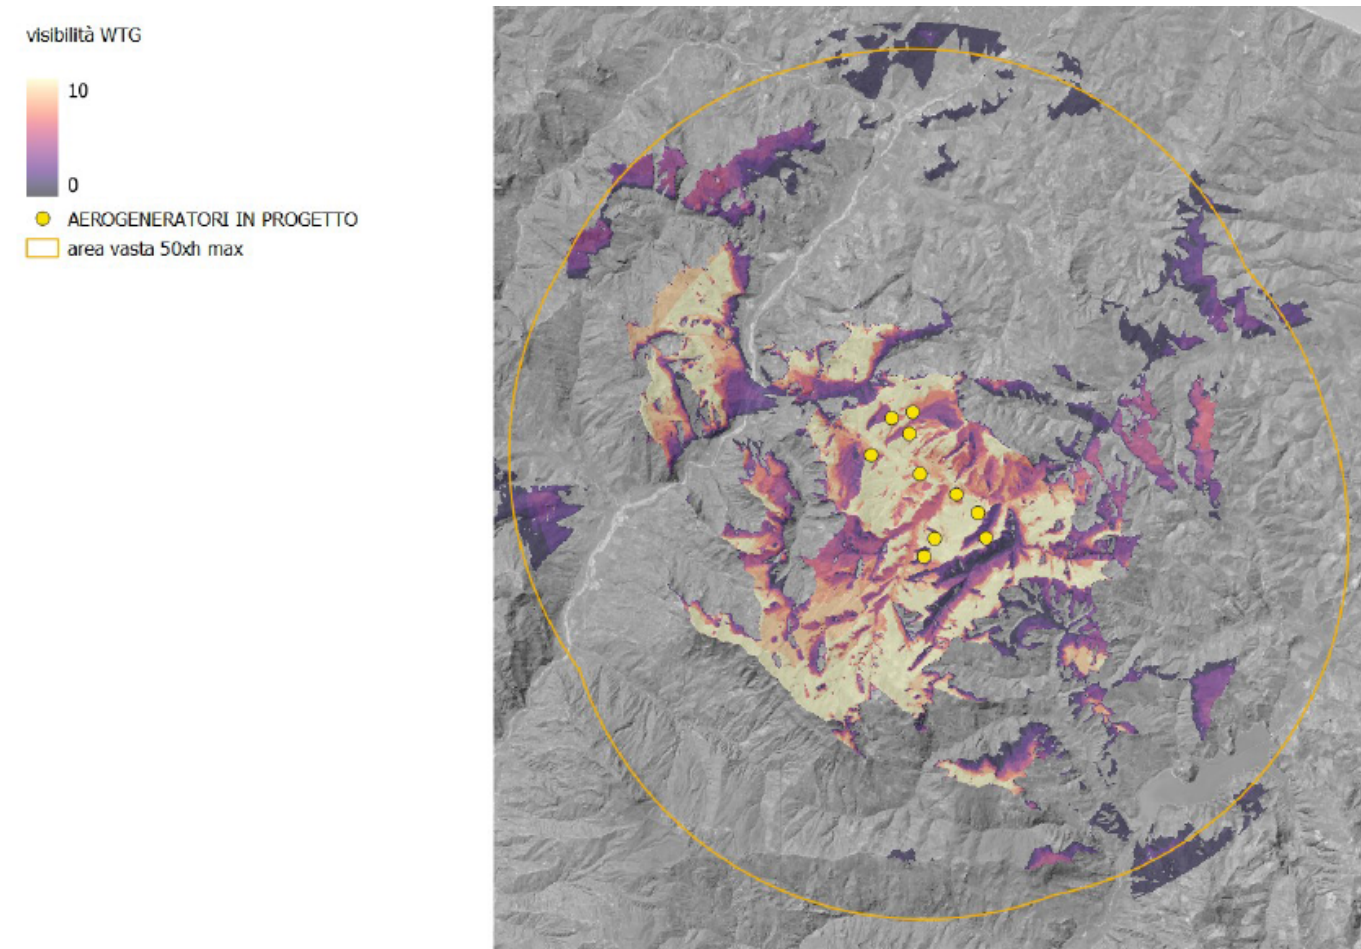 visibilità WTG
10
0
AEROGENERATORI IN PROGETTO
area vasta 50xh max